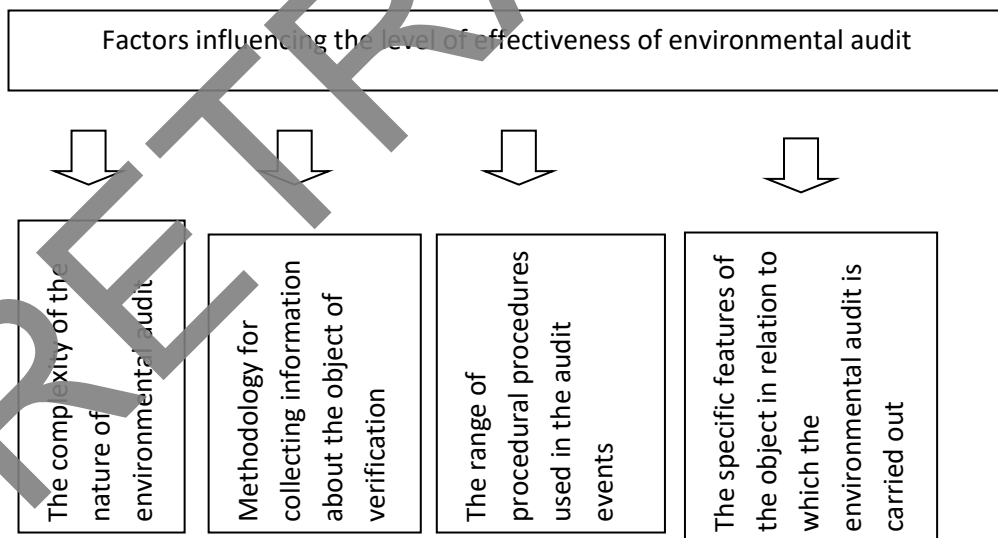 Factors influencing the level of effectiveness of environmental audit
The complexity of the
nature of
environmental audit
Methodology for
collecting information
about the object of
verification
The range of
procedural procedures
used in the audit
events
The specific features of
the object in relation to
which the
environmental audit is
carried out
RETR